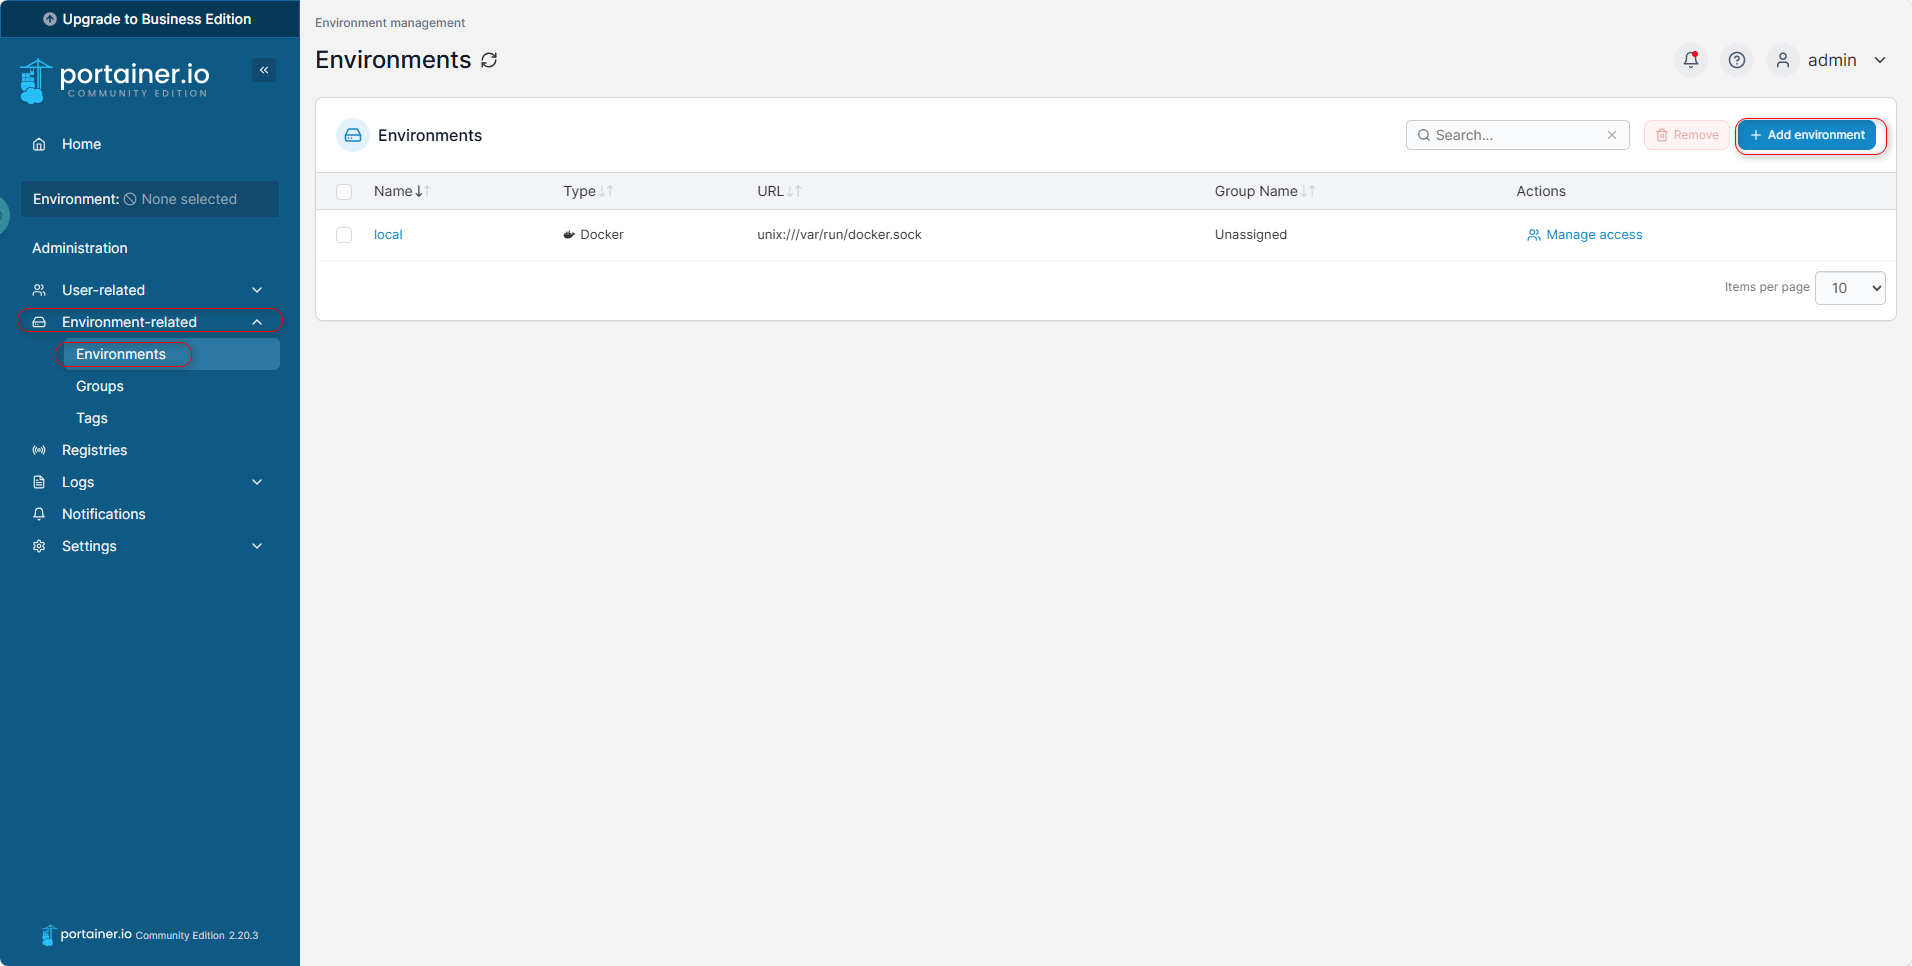 Upgrade to Business Edition
portainer.io
COMMUNITY EDITION
Home
Environment: None selected
Administration
User-related
Environment-related
Environments
Groups
Tags
Registries
Logs
Notifications
Settings
portainer.io Community Edition 2.20.3
Environment management
Environments
admin
Environments
Search...
Remove
Add environment
Name Type URL Group Name Actions
local Docker unix:///var/run/docker.sock Unassigned Manage access
Items per page 10